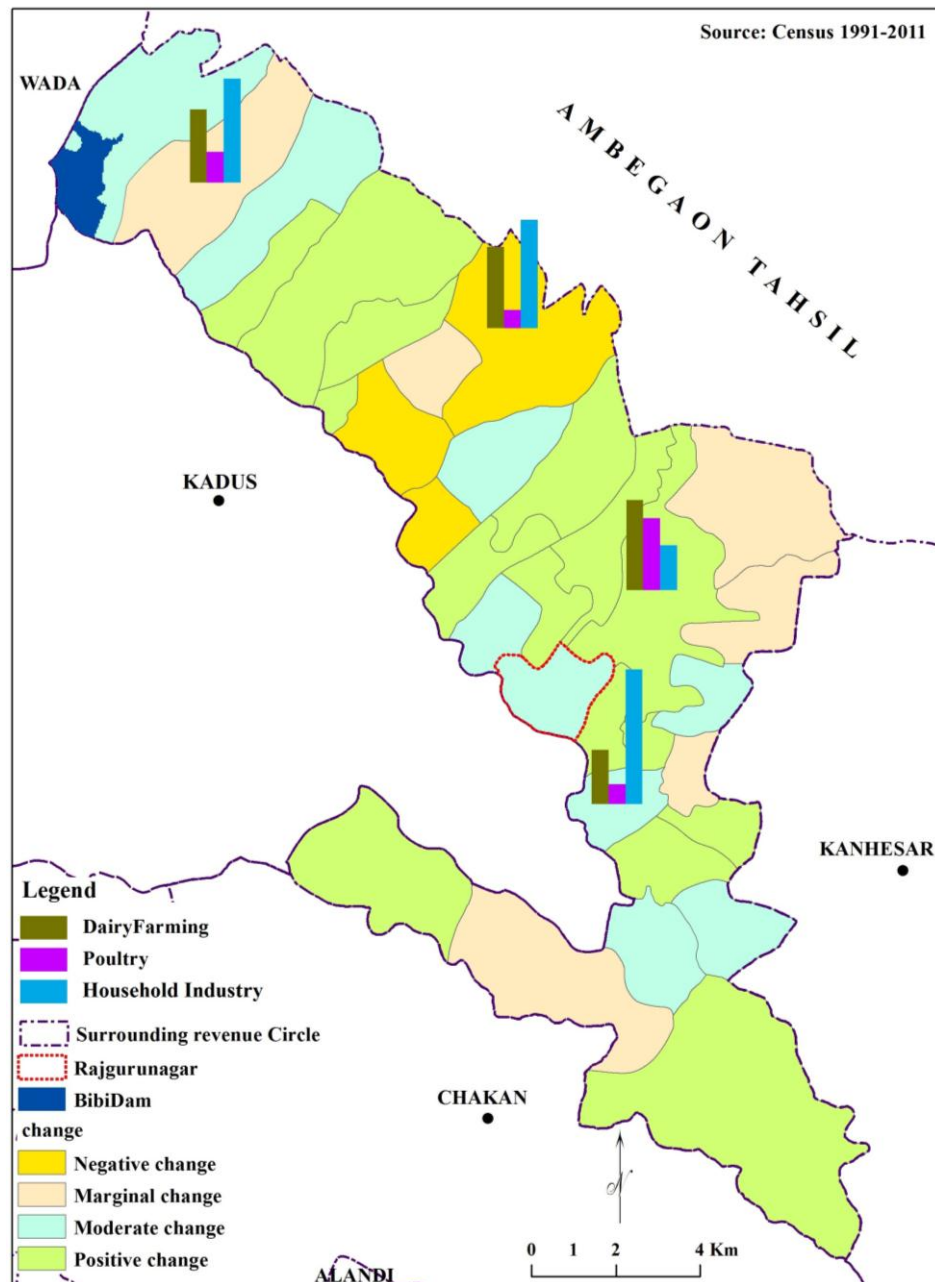 Source: Census 1991-2011
WADA
AMBEGAON TAHSIL
KADUS
KANHESAR
Legend
DairyFarming
Poultry
Household Industry
Surrounding revenue Circle
Rajgurunagar
BibiDam
change
Negative change
Marginal change
Moderate change
Positive change
CHAKAN
N
0 1 2 4 Km
ALANDI